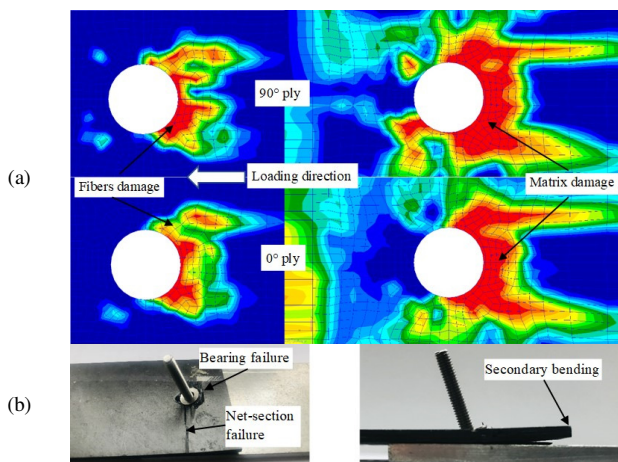 90° ply
(a)
Fibers damage
Loading direction
Matrix damage
0° ply
Bearing failure
Secondary bending
(b)
Net-section
failure